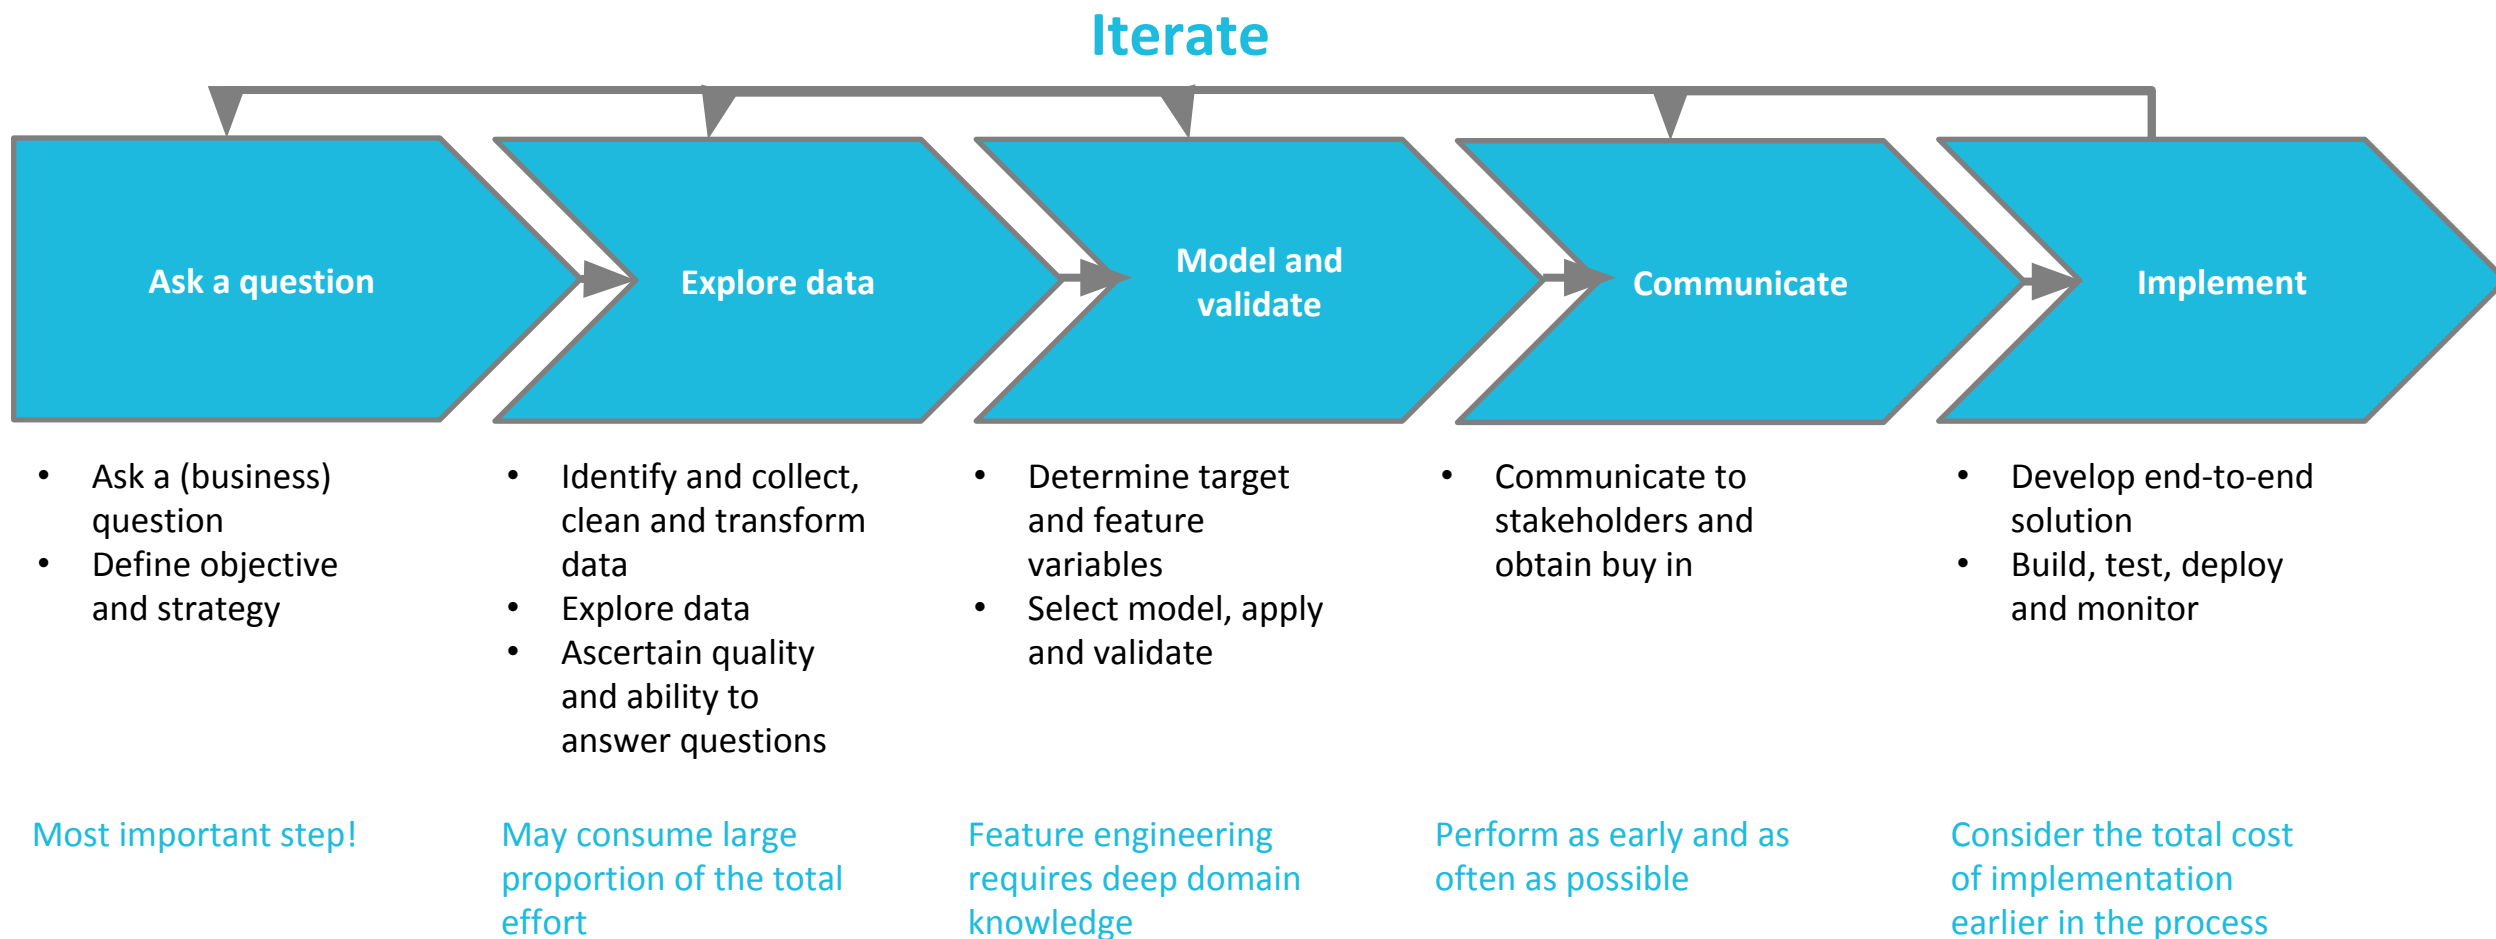 Iterate
Ask a question
Explore data
Model and
validate
Communicate
Implement
• Ask a (business)
question
• Define objective
and strategy
• Identify and collect,
clean and transform
data
• Explore data
• Ascertain quality
and ability to
answer questions
• Determine target
and feature
variables
• Select model, apply
and validate
• Communicate to
stakeholders and
obtain buy in
• Develop end-to-end
solution
• Build, test, deploy
and monitor
Most important step!
May consume large
proportion of the total
effort
Feature engineering
requires deep domain
knowledge
Perform as early and as
often as possible
Consider the total cost
of implementation
earlier in the process